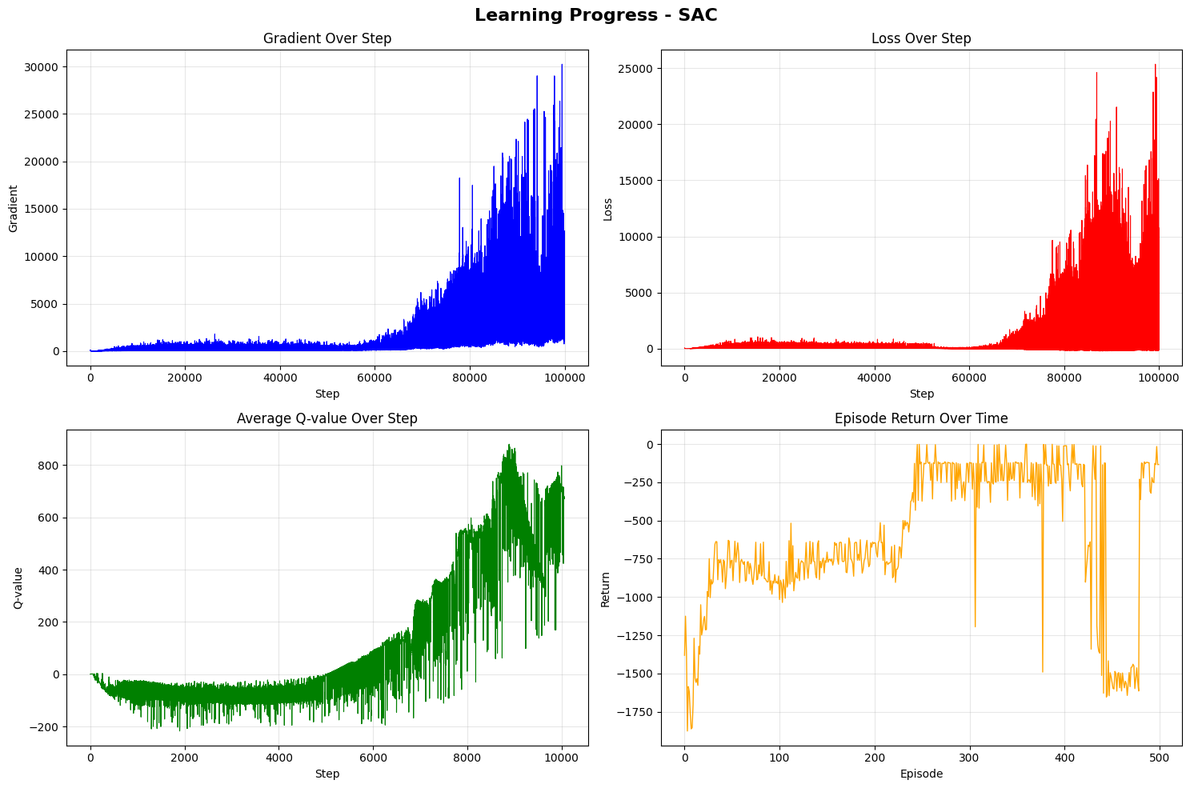 Learning Progress - SAC
Gradient Over Step
30000
25000
20000
15000
10000
5000
0
Gradient
0 20000 40000 60000 80000 100000
Step
Loss Over Step
25000
20000
15000
10000
5000
0
Loss
0 20000 40000 60000 80000 100000
Step
Average Q-value Over Step
800
600
400
200
0
−200
Q-value
0 2000 4000 6000 8000 10000
Step
Episode Return Over Time
0
−250
−500
−750
−1000
−1250
−1500
−1750
Return
0 100 200 300 400 500
Episode